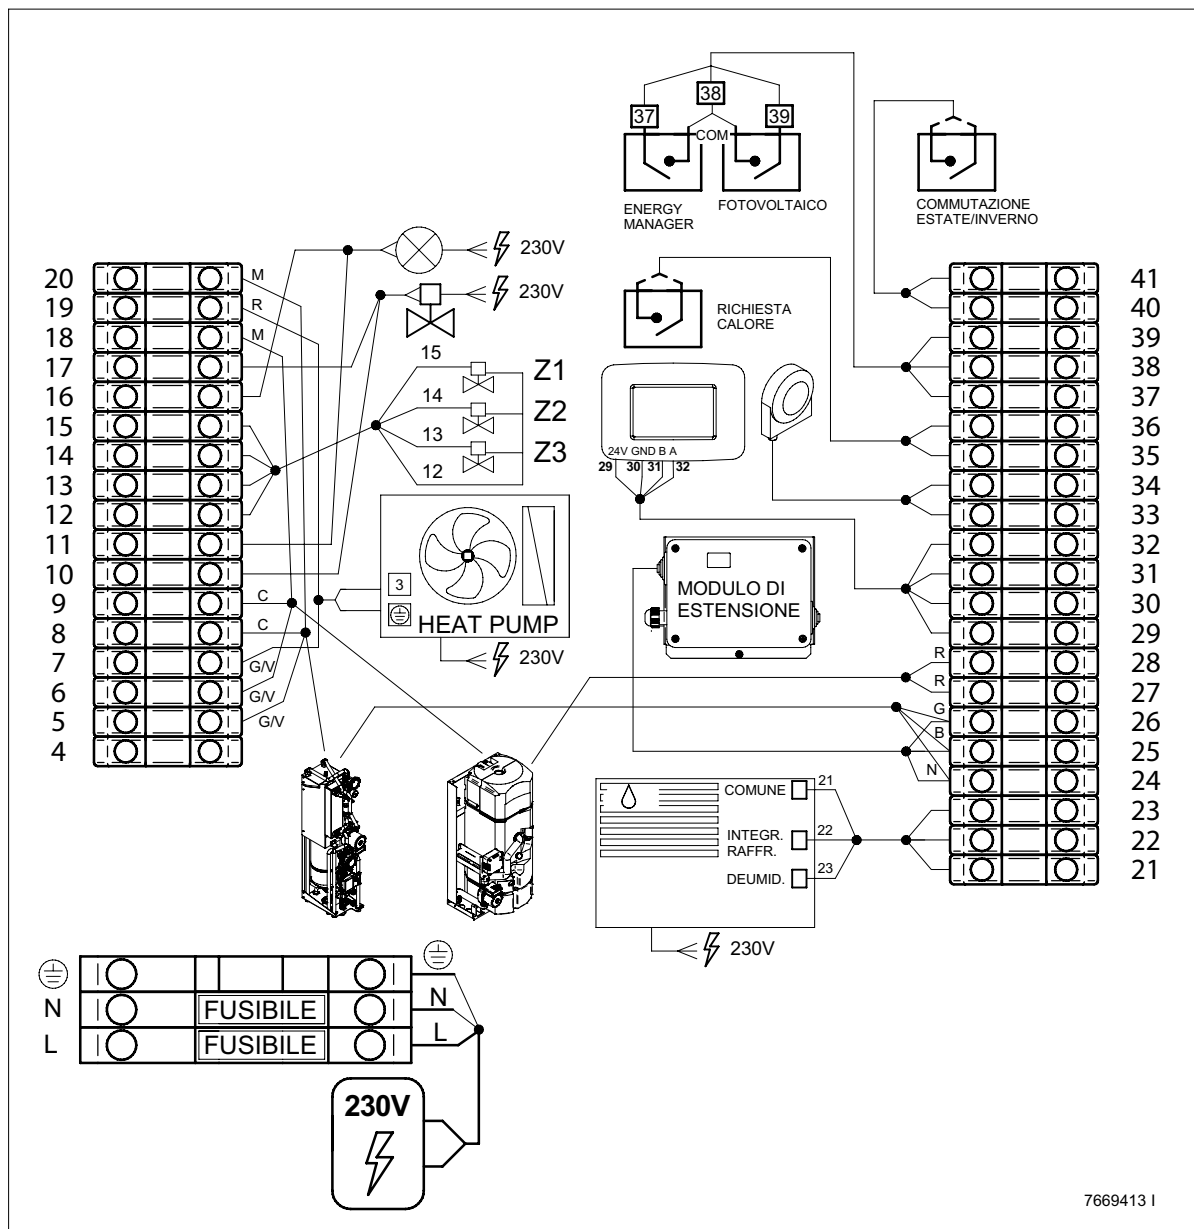 37
38
39
COM
ENERGY
MANAGER
FOTOVOLTAICO
COMMUTAZIONE
ESTATE/INVERNO
230V
230V
20
19
18
17
16
15
14
13
12
11
10
9
8
7
6
5
4
M
R
M
C
C
G/V
G/V
G/V
15
14
13
12
Z1
Z2
Z3
RICHIESTA
CALORE
24V GND B A
29 30 31 32
3
HEAT PUMP
230V
MODULO DI
ESTENSIONE
41
40
39
38
37
36
35
34
33
32
31
30
29
28
27
26
25
24
23
22
21
R
R
G
B
N
COMUNE
21
INTEGR.
RAFFR.
22
DEUMID.
23
230V
N
FUSIBILE
N
L
FUSIBILE
L
230V
7669413 I